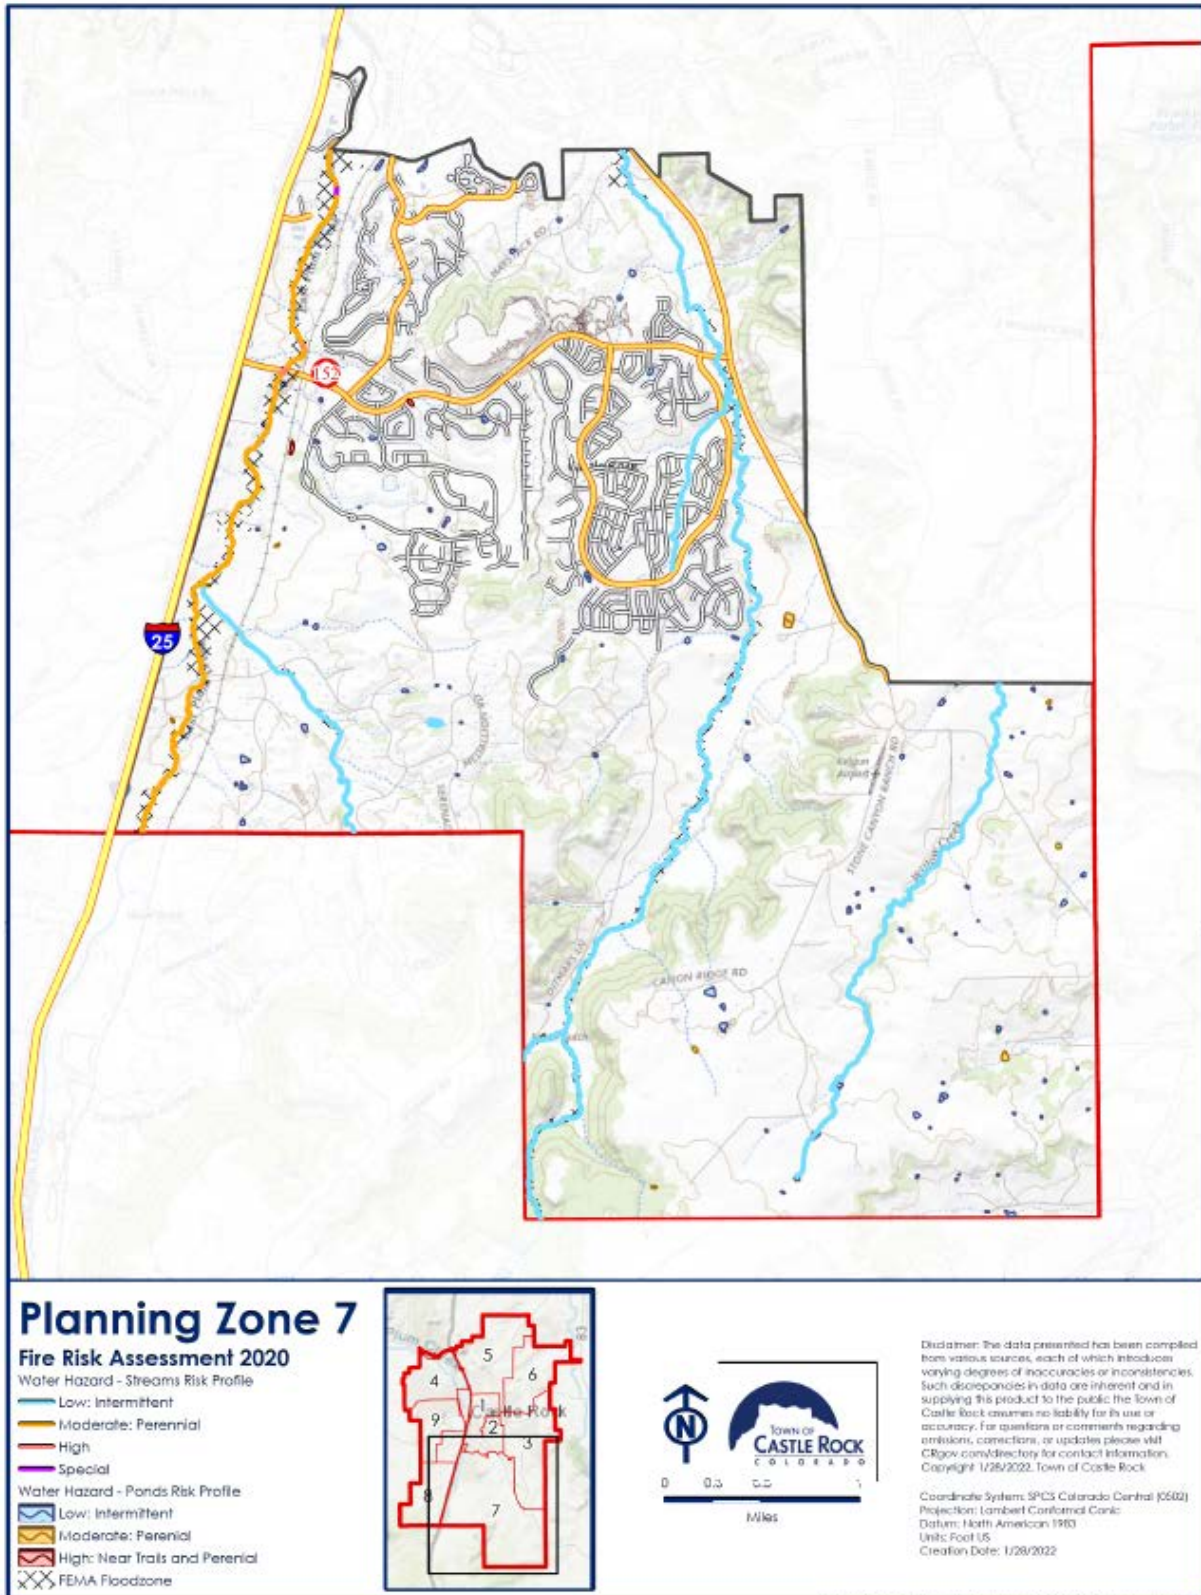 152
25
STONE CANYON RANCH RD
Willow Creek
CANON RIDGE RD
Planning Zone 7
Fire Risk Assessment 2020
Water Hazard - Streams Risk Profile
Low: Intermittent
Moderate: Perennial
High
Special
Water Hazard - Ponds Risk Profile
Low: Intermittent
Moderate: Perenial
High: Near Trails and Perenial
FEMA Floodzone
83
5
6
4
1
Castle Rock
9
2
3
8
7
N
TOWN OF
CASTLE ROCK
COLORADO
0
1
Miles
Disclaimer: The data presented has been compiled
from various sources, each of which introduces
varying degrees of inaccuracies or inconsistencies.
Such discrepancies in data are inherent and in
supplying this product to the public the Town of
Castle Rock assumes no liability for its use or
accuracy. For questions or comments regarding
omissions, corrections, or updates please visit
CRgov.com/directory for contact information.
Copyright 1/28/2022, Town of Castle Rock
Coordinate System: SPCS Colorado Central (0502)
Projection: Lambert Conformal Conic
Datum: North American 1983
Units: Foot US
Creation Date: 1/28/2022